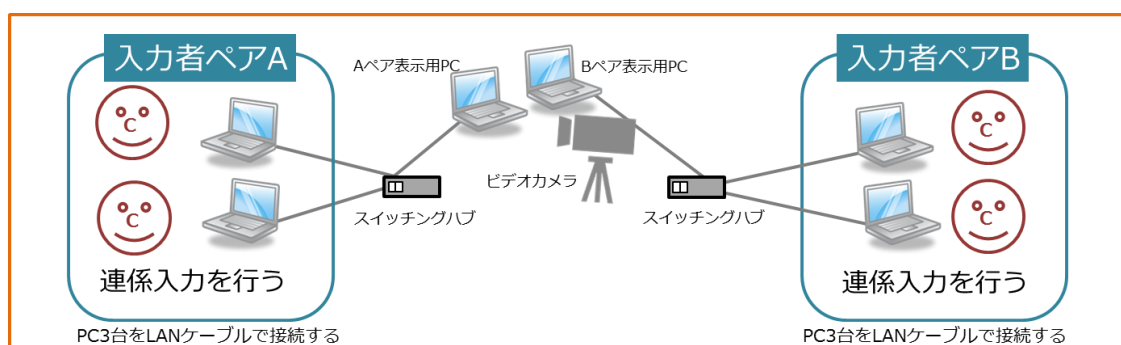 入力者ペアA
Aペア表示用PC
Bペア表示用PC
入力者ペアB
C
C
C
C
ビデオカメラ
スイッチングハブ
スイッチングハブ
連係入力を行う
連係入力を行う
PC3台をLANケーブルで接続する
PC3台をLANケーブルで接続する